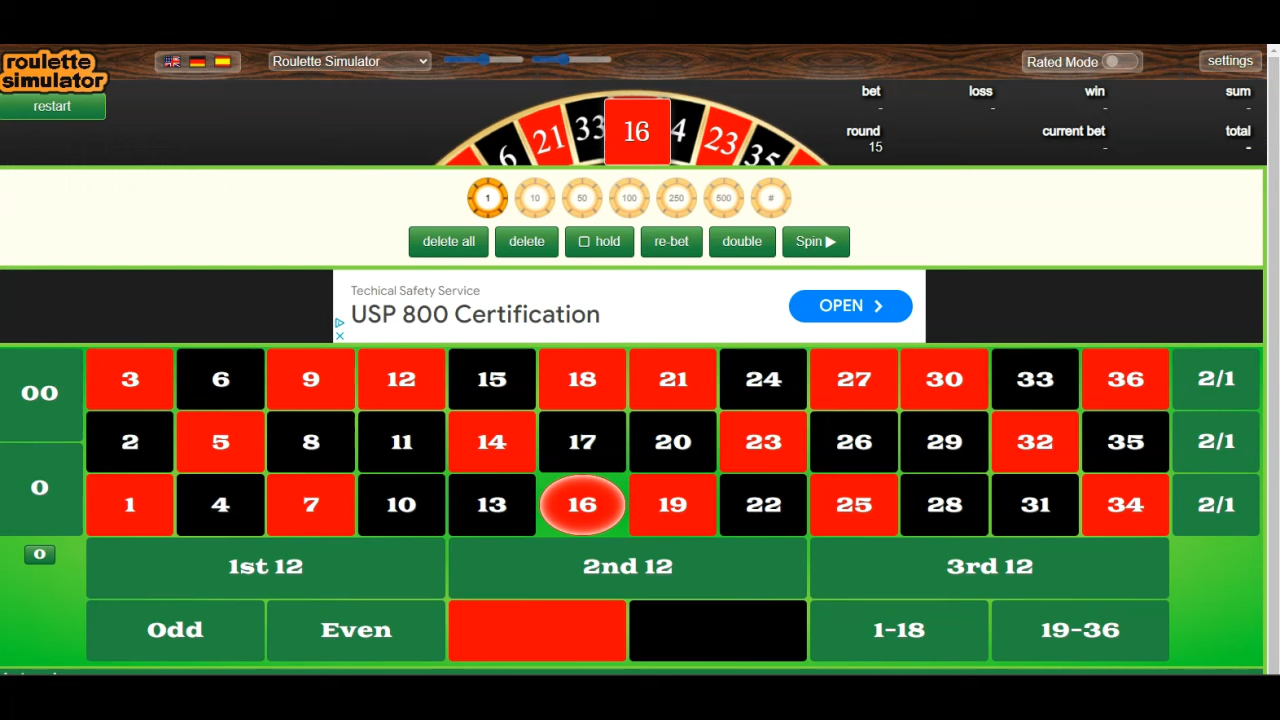 roulette
simulator
Roulette Simulator
Rated Mode
settings
restart
bet
loss
win
sum
-
-
-
-
round
current bet
total
15
-
-
6
21
33
16
4
23
35
1
10
50
100
250
500
#
delete all
delete
hold
re-bet
double
Spin▶
Techical Safety Service
USP 800 Certification
OPEN
00
3 6 9 12 15 18 21 24 27 30 33 36 2/1
2 5 8 11 14 17 20 23 26 29 32 35 2/1
0
1 4 7 10 13 16 19 22 25 28 31 34 2/1
0
1st 12
2nd 12
3rd 12
Odd
Even
1-18
19-36